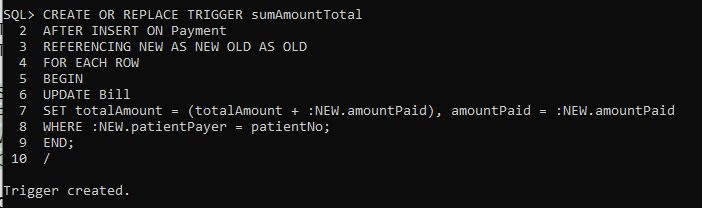 SQL> CREATE OR REPLACE TRIGGER sumAmountTotal
2 AFTER INSERT ON Payment
3 REFERENCING NEW AS NEW OLD AS OLD
4 FOR EACH ROW
5 BEGIN
6 UPDATE Bill
7 SET totalAmount = (totalAmount + :NEW.amountPaid), amountPaid = :NEW.amountPaid
8 WHERE :NEW.patientPayer = patientNo;
9 END;
10 /
Trigger created.